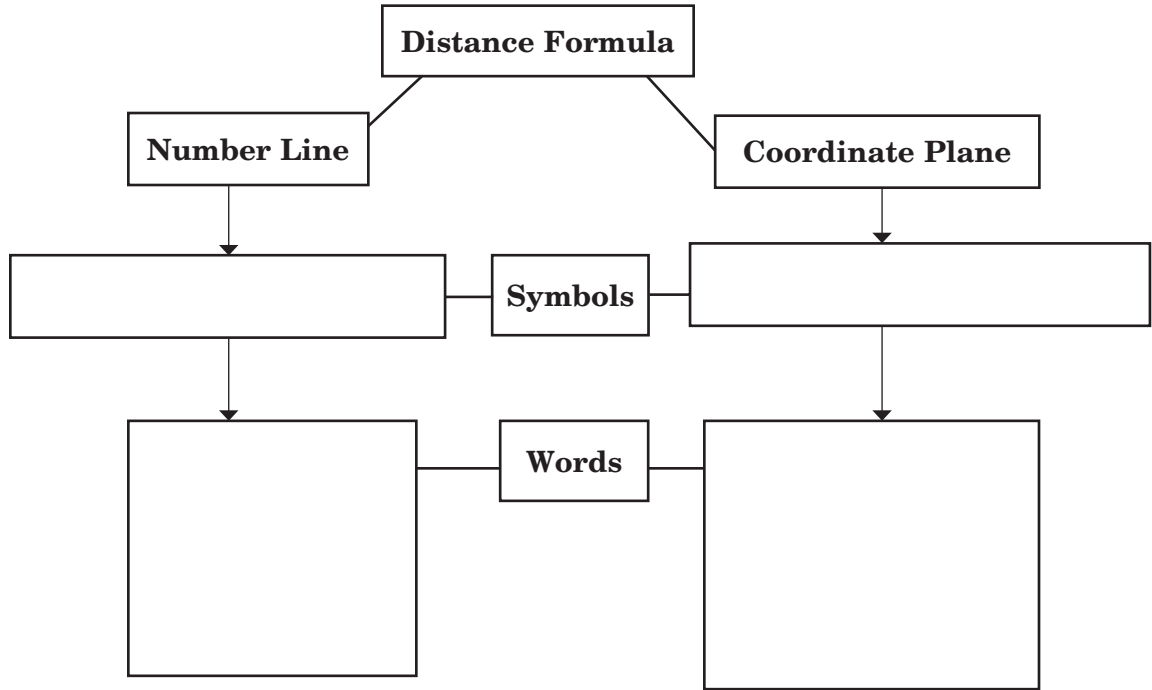 Distance Formula
Number Line
Coordinate Plane
Symbols
Words